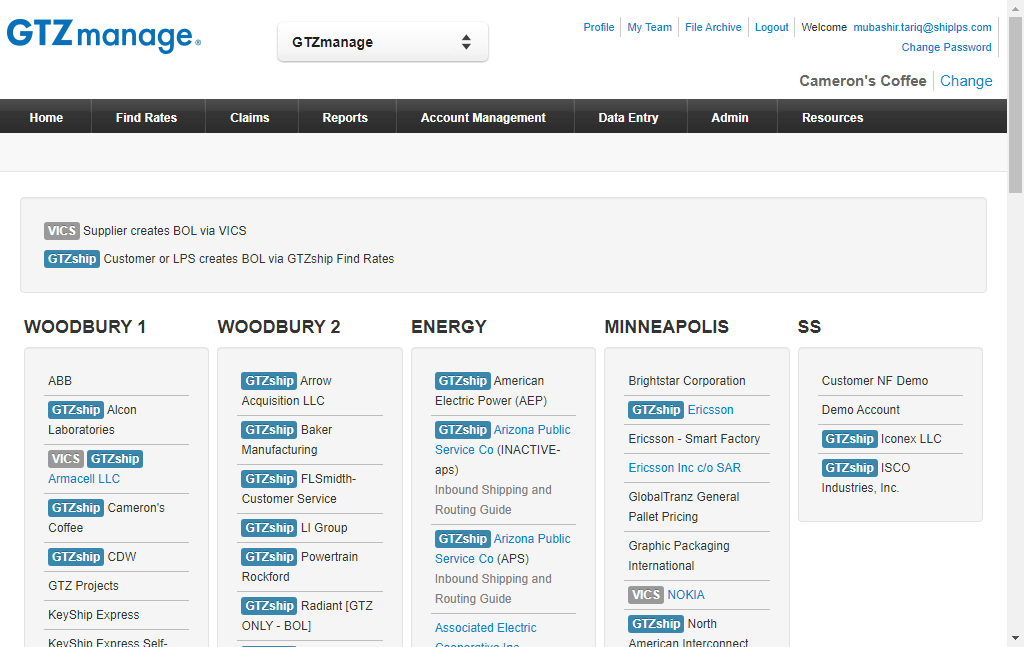 GTZmanage®
GTZmanage
Profile
My Team
File Archive
Logout
Welcome mubashir.tariq@shiplps.com
Change Password
Cameron's Coffee
Change
Home
Find Rates
Claims
Reports
Account Management
Data Entry
Admin
Resources
VICS Supplier creates BOL via VICS
GTZship Customer or LPS creates BOL via GTZship Find Rates
WOODBURY 1
ABB
GTZship Alcon
Laboratories
VICS GTZship
Armacell LLC
GTZship Cameron's
Coffee
GTZship CDW
GTZ Projects
KeyShip Express
KeyShip Express Self-
WOODBURY 2
GTZship Arrow
Acquisition LLC
GTZship Baker
Manufacturing
GTZship FLSmidth-
Customer Service
GTZship LI Group
GTZship Powertrain
Rockford
GTZship Radiant [GTZ
ONLY - BOL]
ENERGY
GTZship American
Electric Power (AEP)
GTZship Arizona Public
Service Co (INACTIVE-
aps)
Inbound Shipping and
Routing Guide
GTZship Arizona Public
Service Co (APS)
Inbound Shipping and
Routing Guide
Associated Electric
Cooperative Inc
MINNEAPOLIS
Brightstar Corporation
GTZship Ericsson
Ericsson - Smart Factory
Ericsson Inc c/o SAR
GlobalTranz General
Pallet Pricing
Graphic Packaging
International
VICS NOKIA
GTZship North
American Interconnect
SS
Customer NF Demo
Demo Account
GTZship Iconex LLC
GTZship ISCO
Industries, Inc.